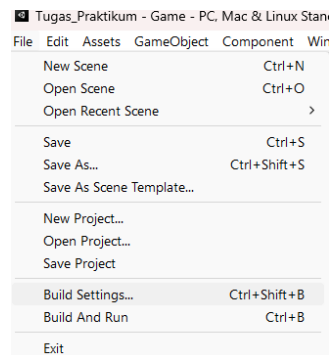 Tugas_Praktikum - Game - PC, Mac & Linux Stand
File Edit Assets GameObject Component Win
New Scene Ctrl+N
Open Scene Ctrl+O
Open Recent Scene >
Save Ctrl+S
Save As... Ctrl+Shift+S
Save As Scene Template...
New Project...
Open Project...
Save Project
Build Settings... Ctrl+Shift+B
Build And Run Ctrl+B
Exit